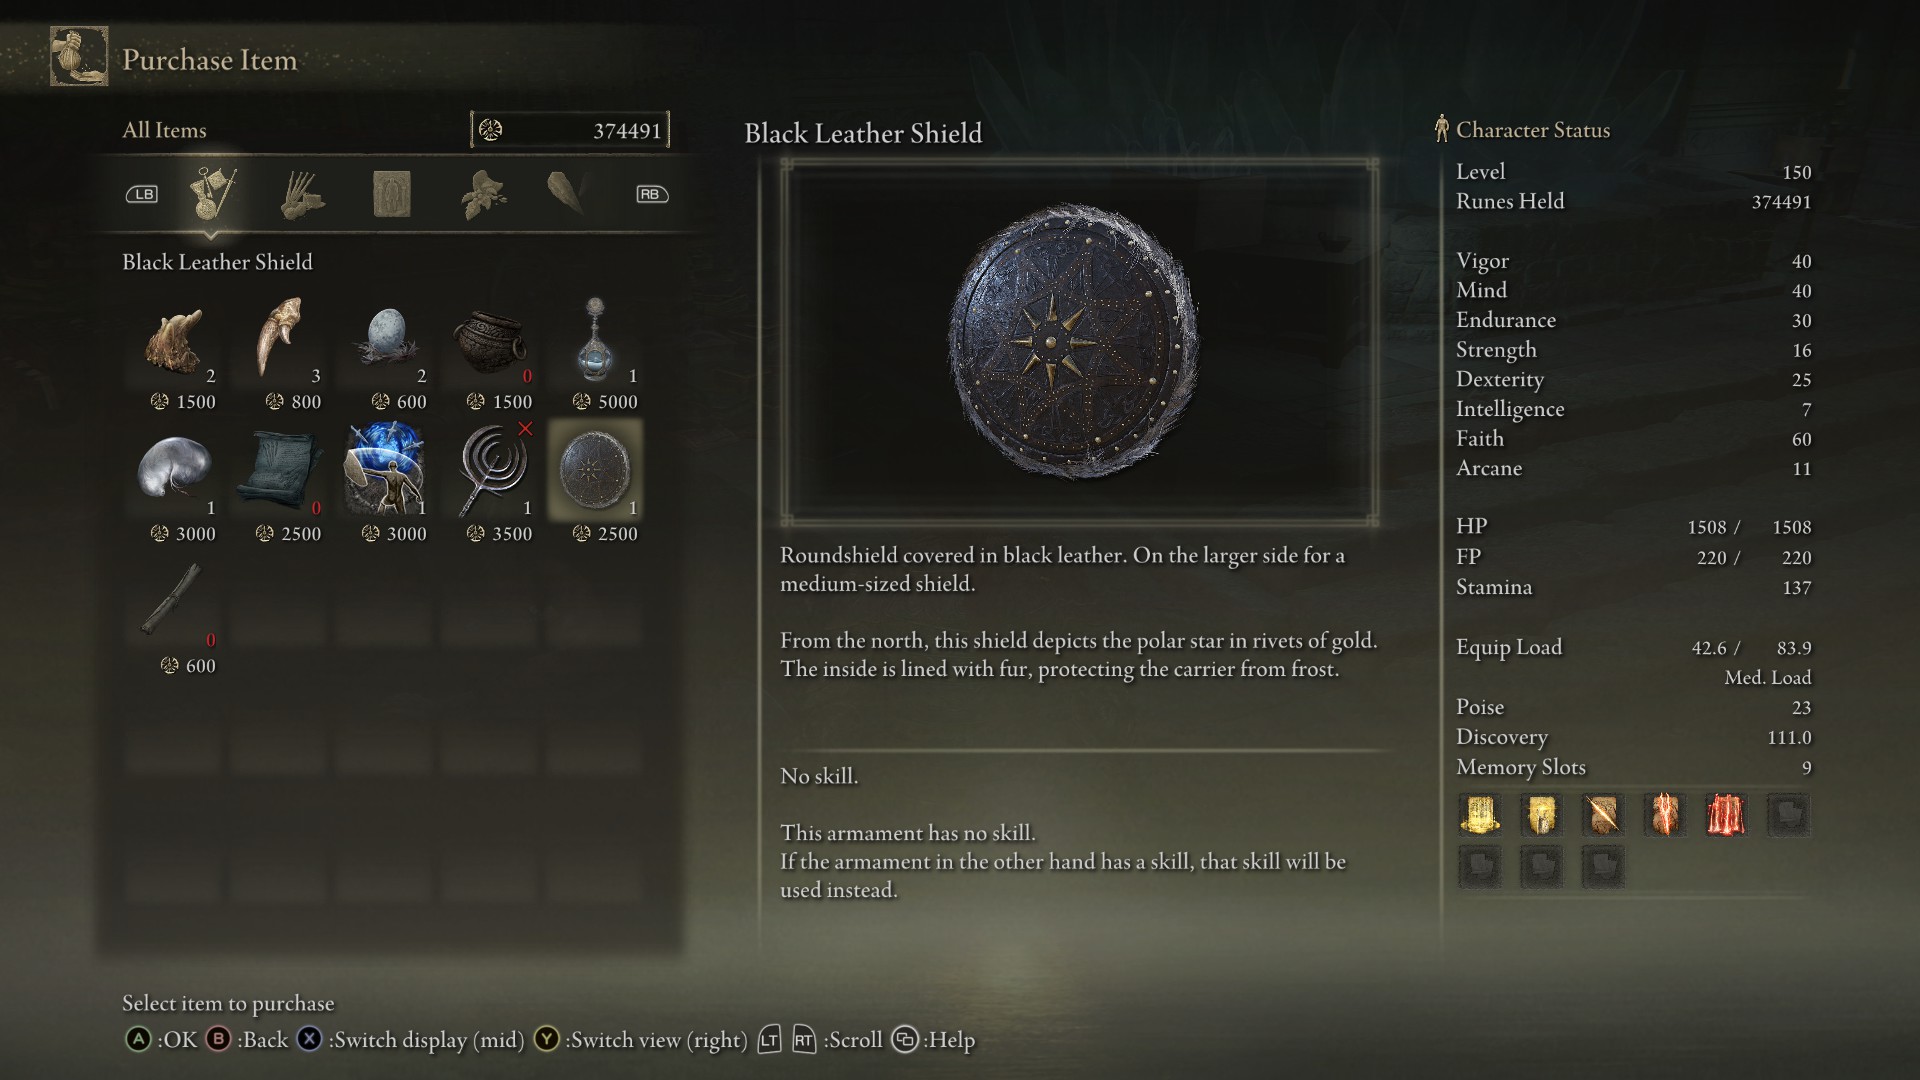 Purchase Item
All Items
374491
LB
RB
Black Leather Shield
2 3 2 0 1
1500 800 600 1500 5000
1 0 1 1 1
3000 2500 3000 3500 2500
0
600
Black Leather Shield
Roundshield covered in black leather. On the larger side for a
medium-sized shield.
From the north, this shield depicts the polar star in rivets of gold.
The inside is lined with fur, protecting the carrier from frost.
No skill.
This armament has no skill.
If the armament in the other hand has a skill, that skill will be
used instead.
Character Status
Level 150
Runes Held 374491
Vigor 40
Mind 40
Endurance 30
Strength 16
Dexterity 25
Intelligence 7
Faith 60
Arcane 11
HP 1508 / 1508
FP 220 / 220
Stamina 137
Equip Load 42.6 / 83.9
Med. Load
Poise 23
Discovery 111.0
Memory Slots 9
Select item to purchase
A :OK B :Back X :Switch display (mid) Y :Switch view (right) LT RT :Scroll :Help